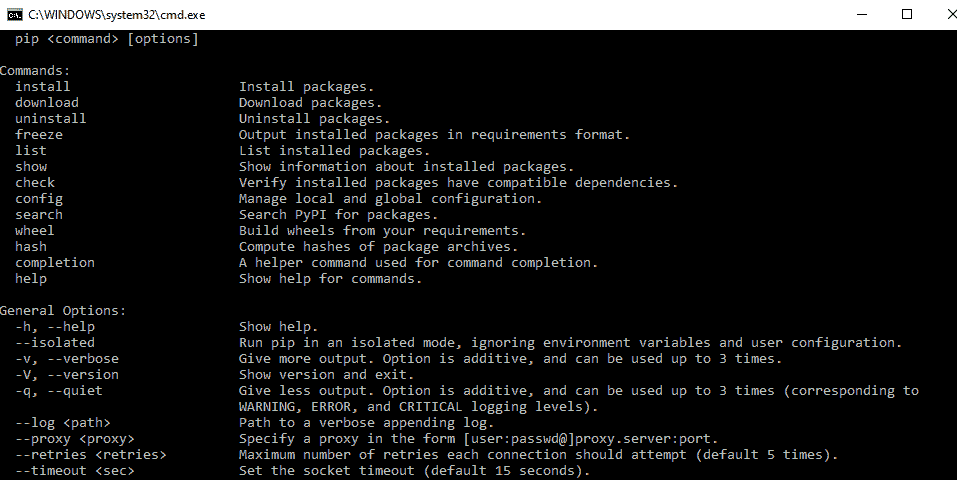 C:\WINDOWS\system32\cmd.exe
pip <command> [options]
Commands:
install Install packages.
download Download packages.
uninstall Uninstall packages.
freeze Output installed packages in requirements format.
list List installed packages.
show Show information about installed packages.
check Verify installed packages have compatible dependencies.
config Manage local and global configuration.
search Search PyPI for packages.
wheel Build wheels from your requirements.
hash Compute hashes of package archives.
completion A helper command used for command completion.
help Show help for commands.
General Options:
-h, --help Show help.
--isolated Run pip in an isolated mode, ignoring environment variables and user configuration.
-v, --verbose Give more output. Option is additive, and can be used up to 3 times.
-V, --version Show version and exit.
-q, --quiet Give less output. Option is additive, and can be used up to 3 times (corresponding to
WARNING, ERROR, and CRITICAL logging levels).
--log <path> Path to a verbose appending log.
--proxy <proxy> Specify a proxy in the form [user:passwd@]proxy.server:port.
--retries <retries> Maximum number of retries each connection should attempt (default 5 times).
--timeout <sec> Set the socket timeout (default 15 seconds).